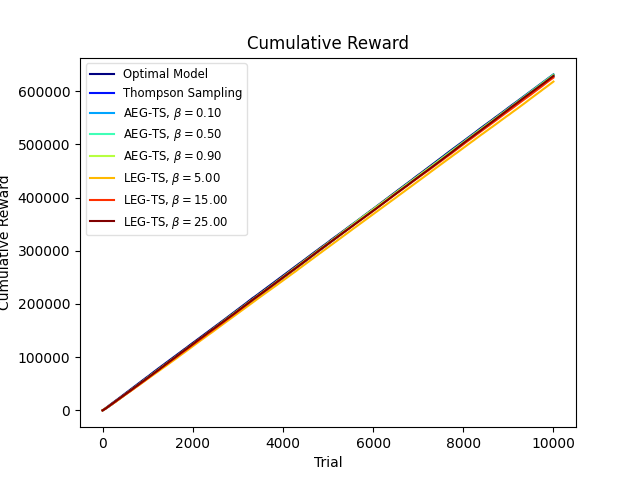 Cumulative Reward
Optimal Model
Thompson Sampling
AEG-TS, β = 0.10
AEG-TS, β = 0.50
AEG-TS, β = 0.90
LEG-TS, β = 5.00
LEG-TS, β = 15.00
LEG-TS, β = 25.00
600000
500000
400000
300000
200000
100000
0
Cumulative Reward
0 2000 4000 6000 8000 10000
Trial